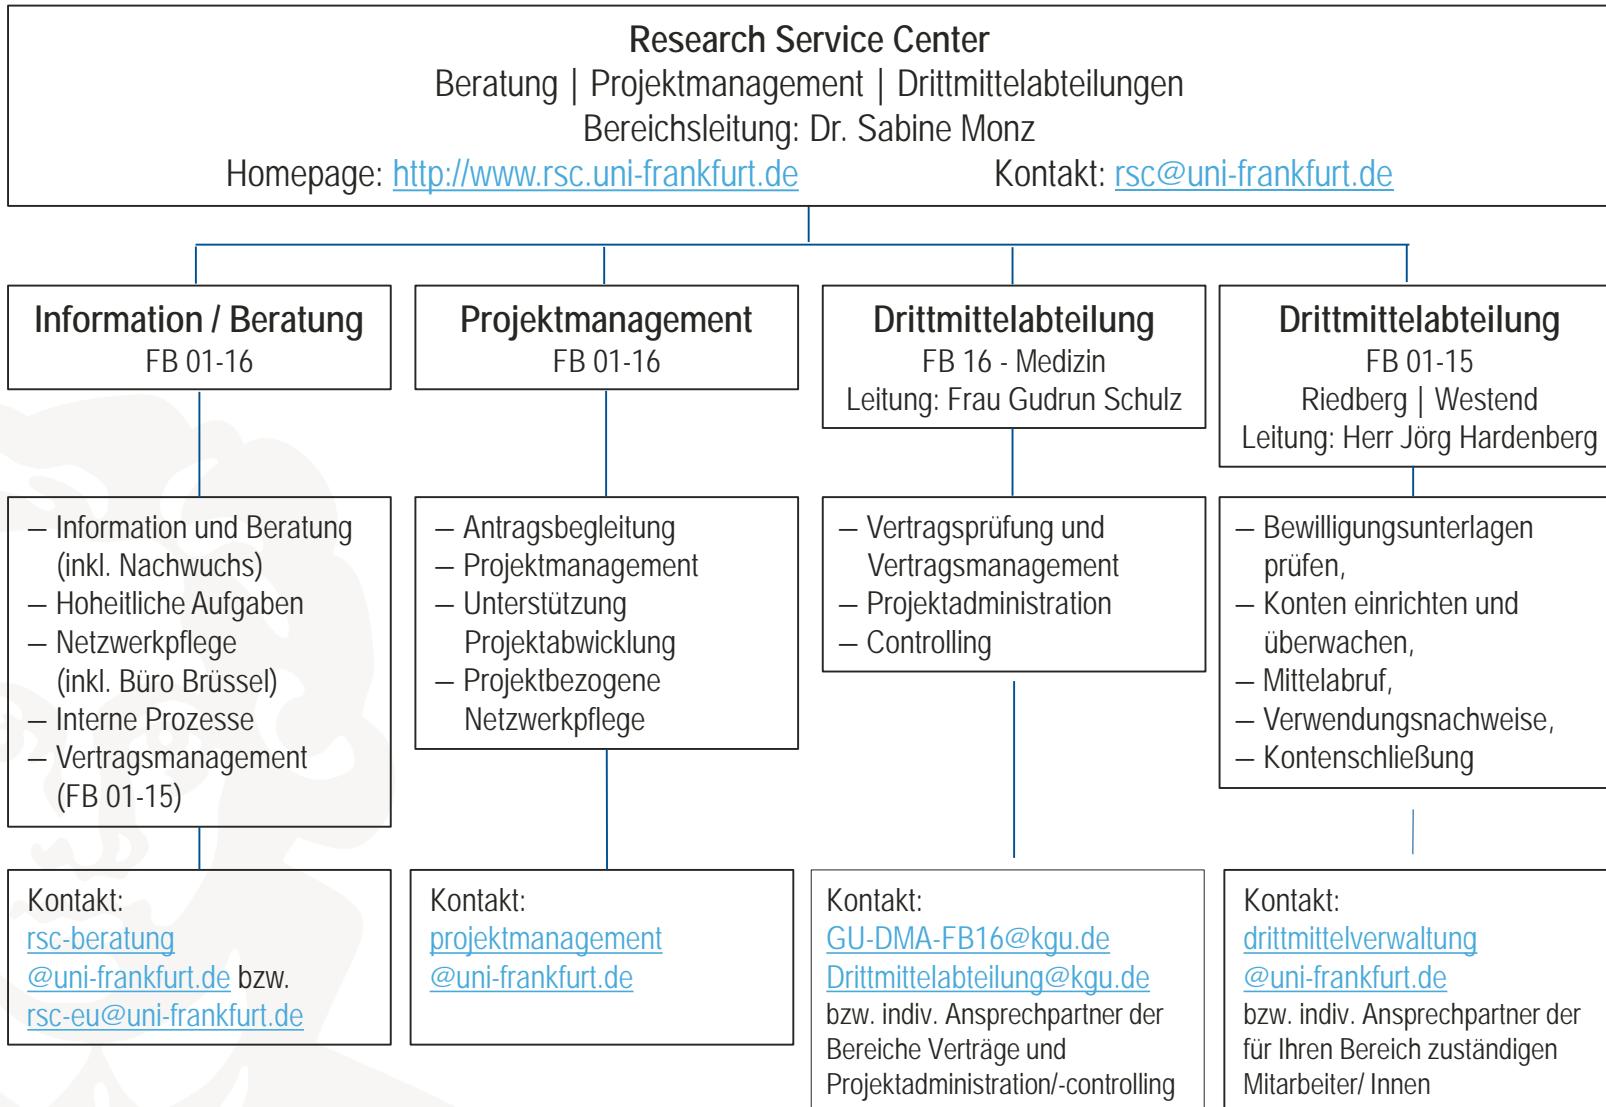 Research Service Center
Beratung | Projektmanagement | Drittmittelabteilungen
Bereichsleitung: Dr. Sabine Monz
Homepage: http://www.rsc.uni-frankfurt.de Kontakt: rsc@uni-frankfurt.de
Information / Beratung
FB 01-16
Projektmanagement
FB 01-16
Drittmittelabteilung
FB 16 - Medizin
Leitung: Frau Gudrun Schulz
Drittmittelabteilung
FB 01-15
Riedberg | Westend
Leitung: Herr Jörg Hardenberg
– Information und Beratung
(inkl. Nachwuchs)
– Hoheitliche Aufgaben
– Netzwerkpflege
(inkl. Büro Brüssel)
– Interne Prozesse
– Vertragsmanagement
(FB 01-15)
– Antragsbegleitung
– Projektmanagement
– Unterstützung
Projektabwicklung
– Projektbezogene
Netzwerkpflege
– Vertragsprüfung und
Vertragsmanagement
– Projektadministration
– Controlling
– Bewilligungsunterlagen
prüfen,
– Konten einrichten und
überwachen,
– Mittelabruf,
– Verwendungsnachweise,
– Kontenschließung
Kontakt:
rsc-beratung
@uni-frankfurt.de bzw.
rsc-eu@uni-frankfurt.de
Kontakt:
projektmanagement
@uni-frankfurt.de
Kontakt:
GU-DMA-FB16@kgu.de
Drittmittelabteilung@kgu.de
bzw. indiv. Ansprechpartner der
Bereiche Verträge und
Projektadministration/-controlling
Kontakt:
drittmittelverwaltung
@uni-frankfurt.de
bzw. indiv. Ansprechpartner der
für Ihren Bereich zuständigen
Mitarbeiter/ Innen